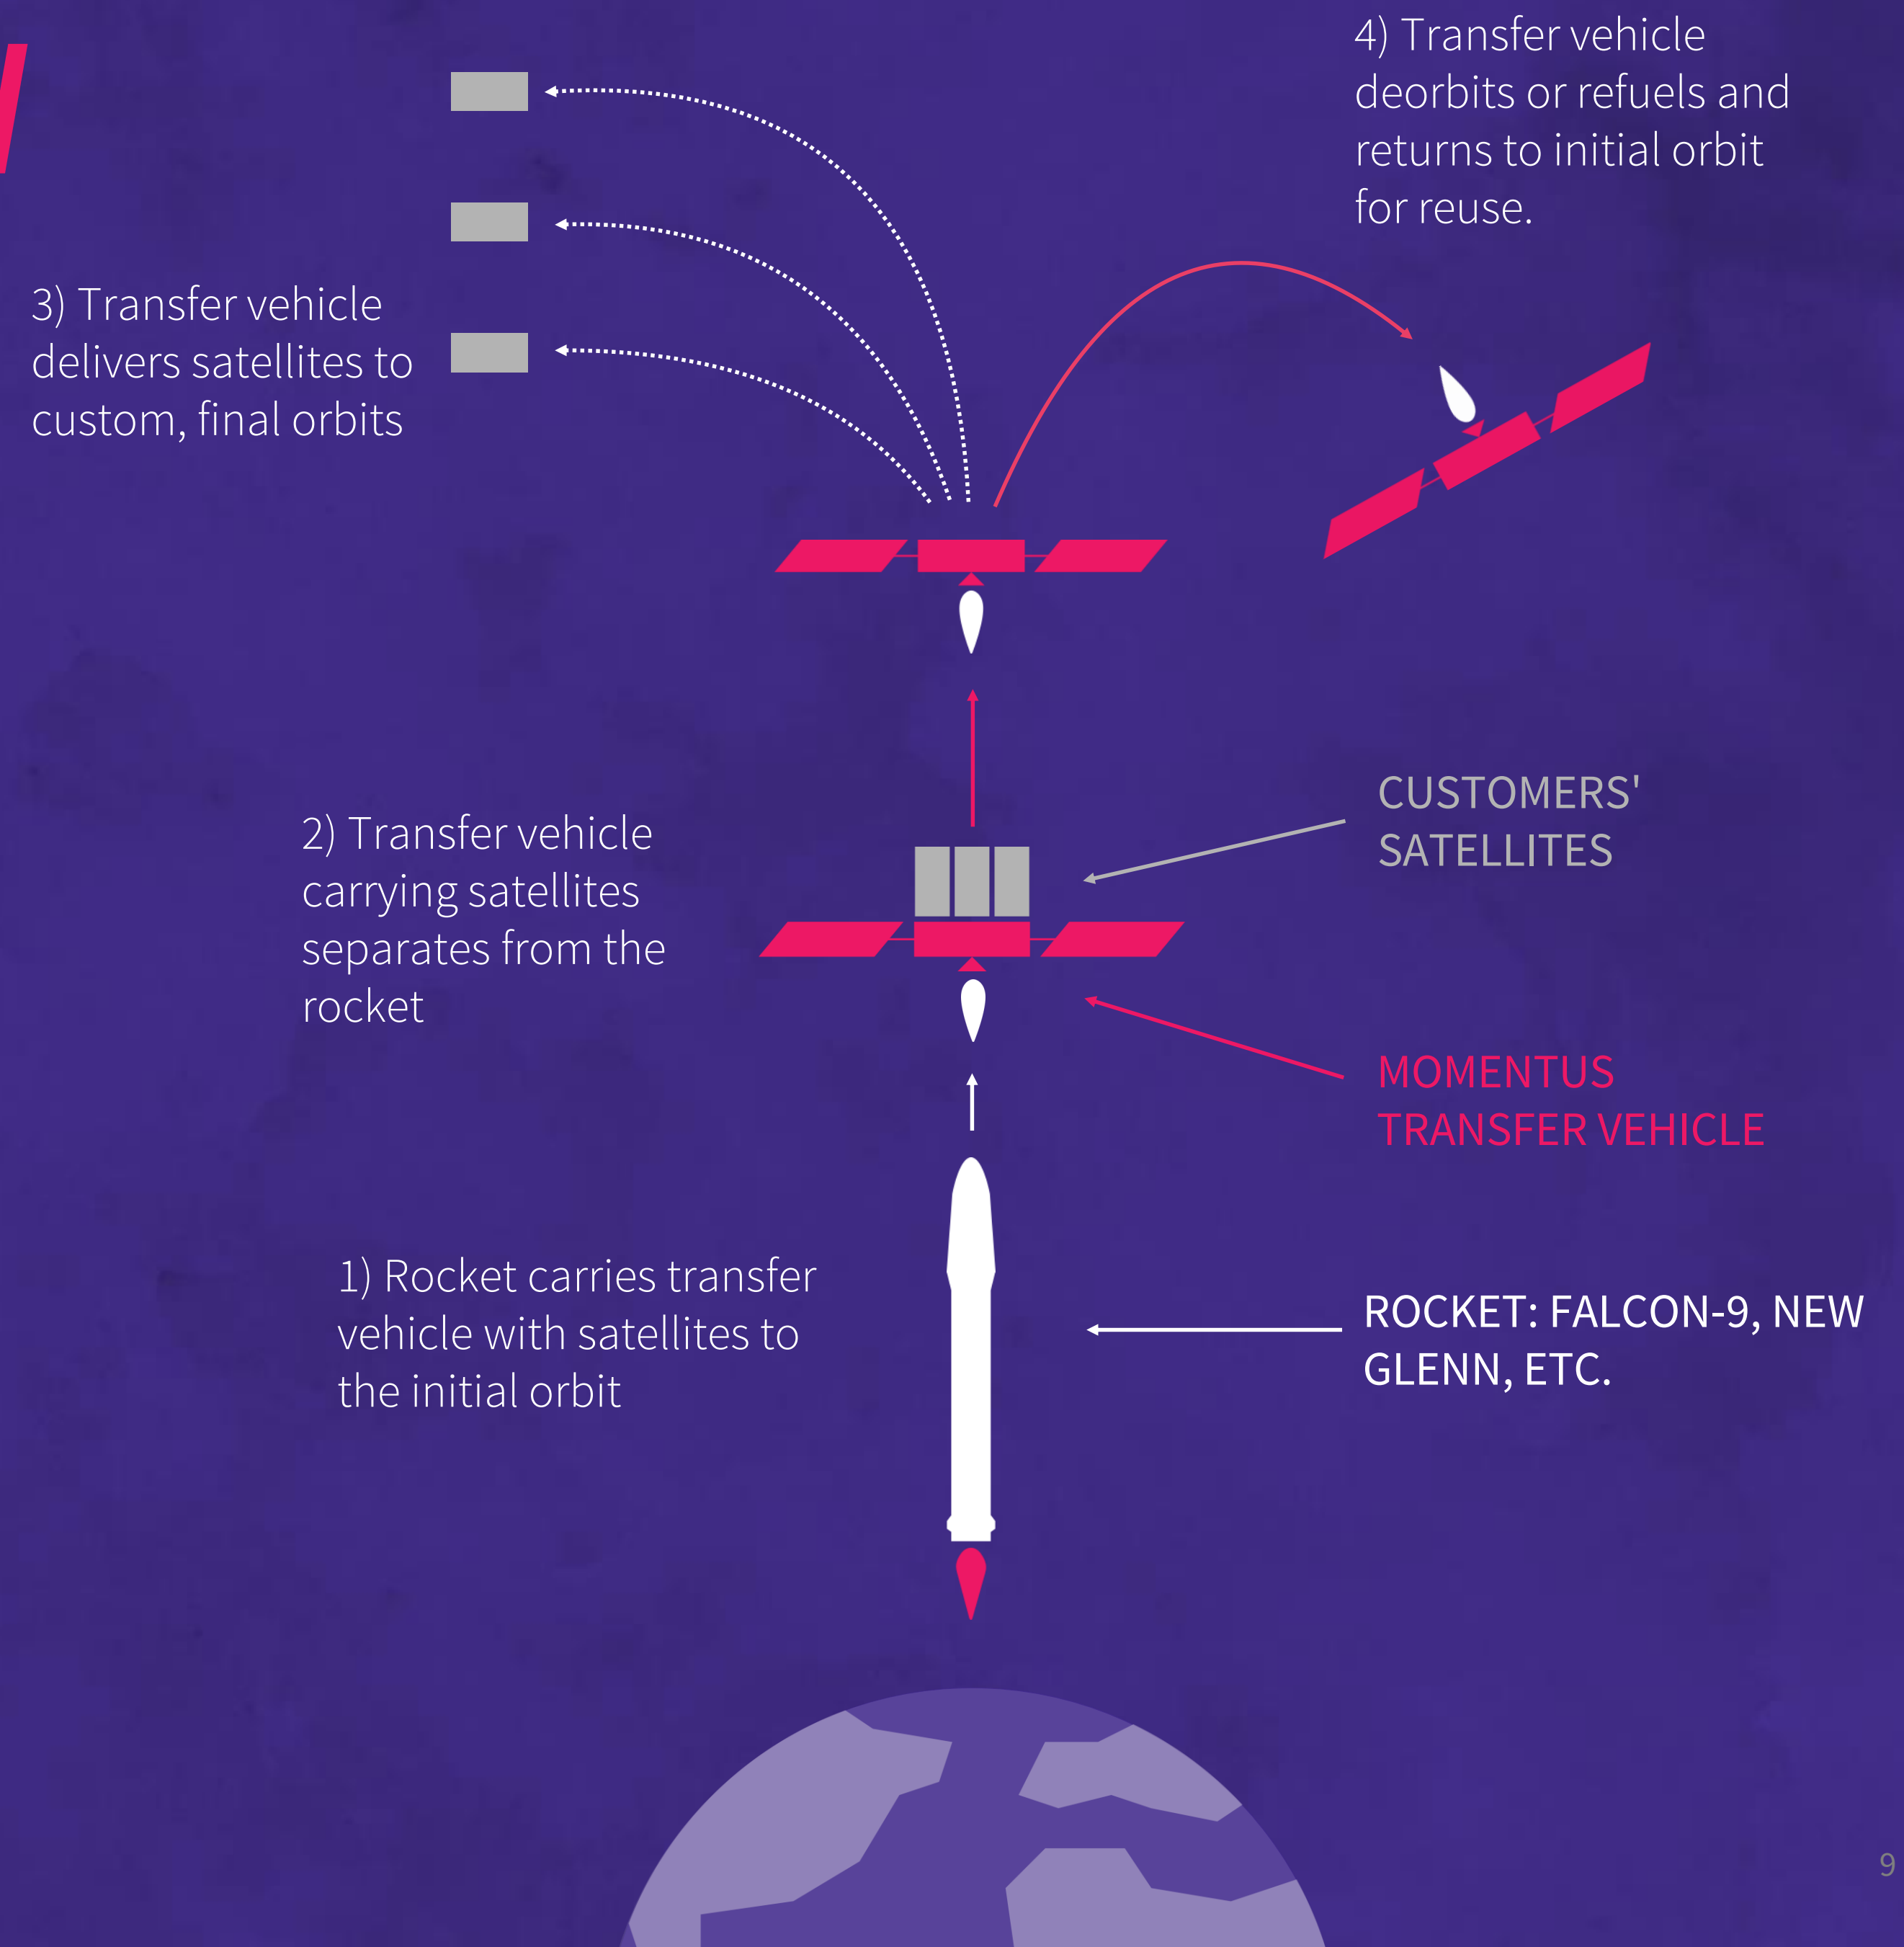 4) Transfer vehicle
deorbits or refuels and
returns to initial orbit
for reuse.
3) Transfer vehicle
delivers satellites to
custom, final orbits
CUSTOMERS'
SATELLITES
2) Transfer vehicle
carrying satellites
separates from the
rocket
MOMENTUS
TRANSFER VEHICLE
1) Rocket carries transfer
vehicle with satellites to
the initial orbit
ROCKET: FALCON-9, NEW
GLENN, ETC.
9